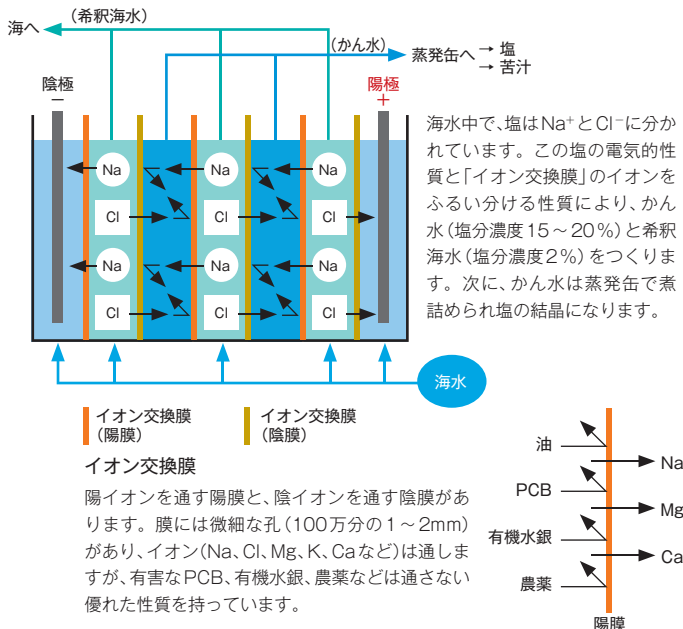 (希釈海水)
海へ
(かん水)
蒸発缶へ → 塩
→ 苦汁
陰極
−
陽極
+
Na
Na
Na
Cl
Cl
Cl
Na
Na
Na
Cl
Cl
Cl
海水
海水中で、塩はNa⁺とCl⁻に分か
れています。この塩の電気的性
質と「イオン交換膜」のイオンを
ふるい分ける性質により、かん
水(塩分濃度15~20%)と希釈
海水(塩分濃度2%)をつくりま
す。次に、かん水は蒸発缶で煮
詰められ塩の結晶になります。
イオン交換膜
(陽膜)
イオン交換膜
(陰膜)
イオン交換膜
陽イオンを通す陽膜と、陰イオンを通す陰膜があ
ります。膜には微細な孔(100万分の1~2mm)
があり、イオン(Na、Cl、Mg、K、Caなど)は通しま
すが、有害なPCB、有機水銀、農薬などは通さない
優れた性質を持っています。
油
Na
PCB
Mg
有機水銀
Ca
農薬
陽膜